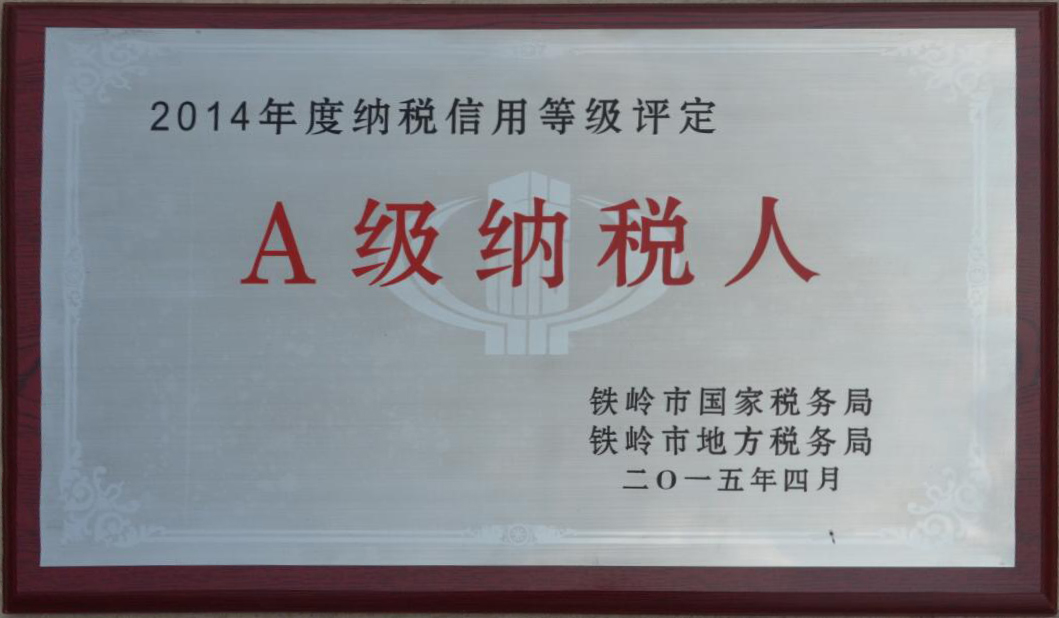 2014年度纳税信用等级评定
A级纳税人
铁岭市国家税务局
铁岭市地方税务局
二O一五年四月